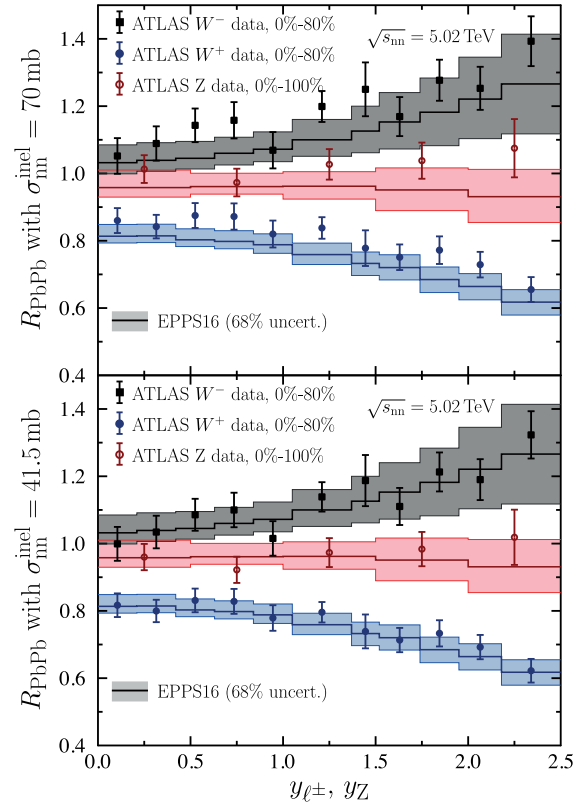 ATLAS W⁻ data, 0%-80%
ATLAS W⁺ data, 0%-80%
ATLAS Z data, 0%-100%
√s_nn = 5.02 TeV
EPPS16 (68% uncert.)
R_PbPb with σ_nn^inel = 70 mb
1.4
1.2
1.0
0.8
0.6
0.4
ATLAS W⁻ data, 0%-80%
ATLAS W⁺ data, 0%-80%
ATLAS Z data, 0%-100%
√s_nn = 5.02 TeV
EPPS16 (68% uncert.)
R_PbPb with σ_nn^inel = 41.5 mb
1.4
1.2
1.0
0.8
0.6
0.4
0.0 0.5 1.0 1.5 2.0 2.5
y_ℓ±, y_Z